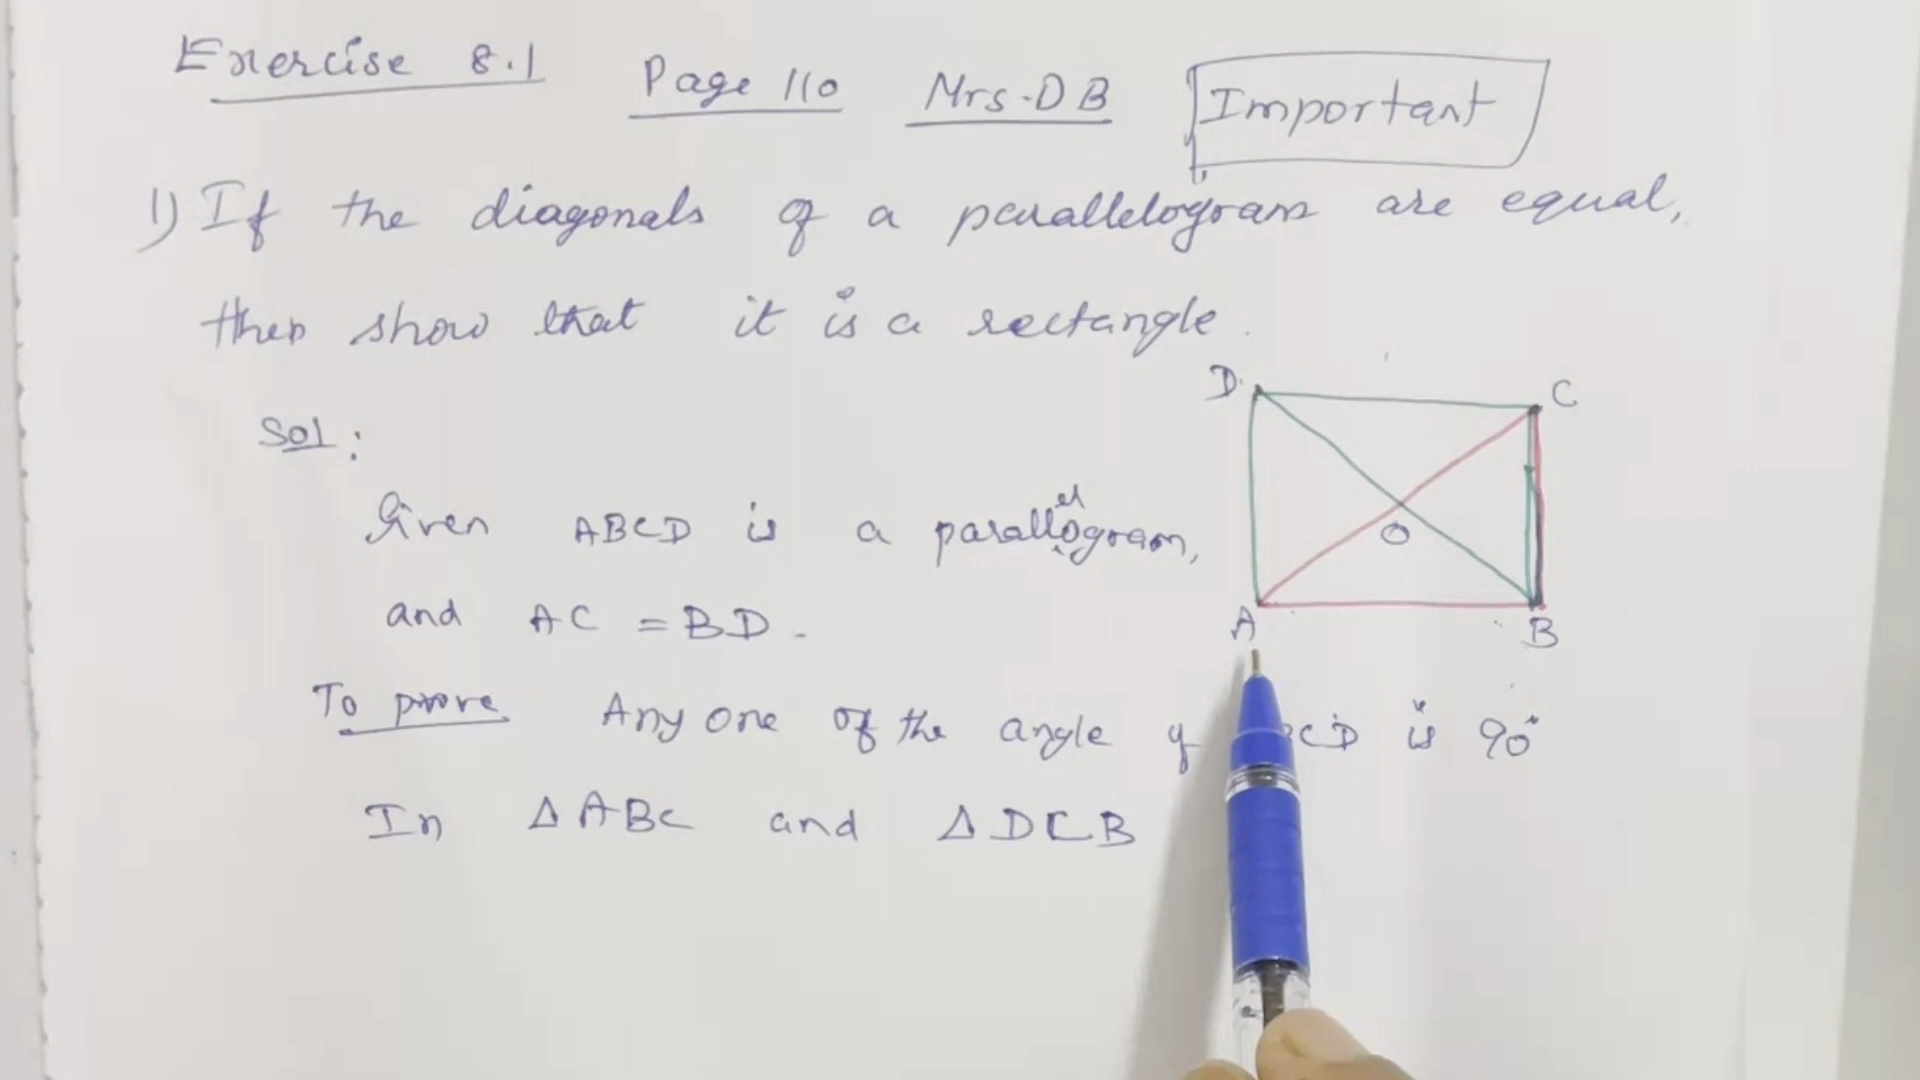 Exercise 8.1 Page 110 Mrs.DB Important
1) If the diagonals of a parallelogram are equal,
then show that it is a rectangle.
Sol:
D C
Given ABCD is a parallelogram,
O
and AC = BD.
A B
To prove Any one of the angle of BCD is 90°
In △ABC and △DCB